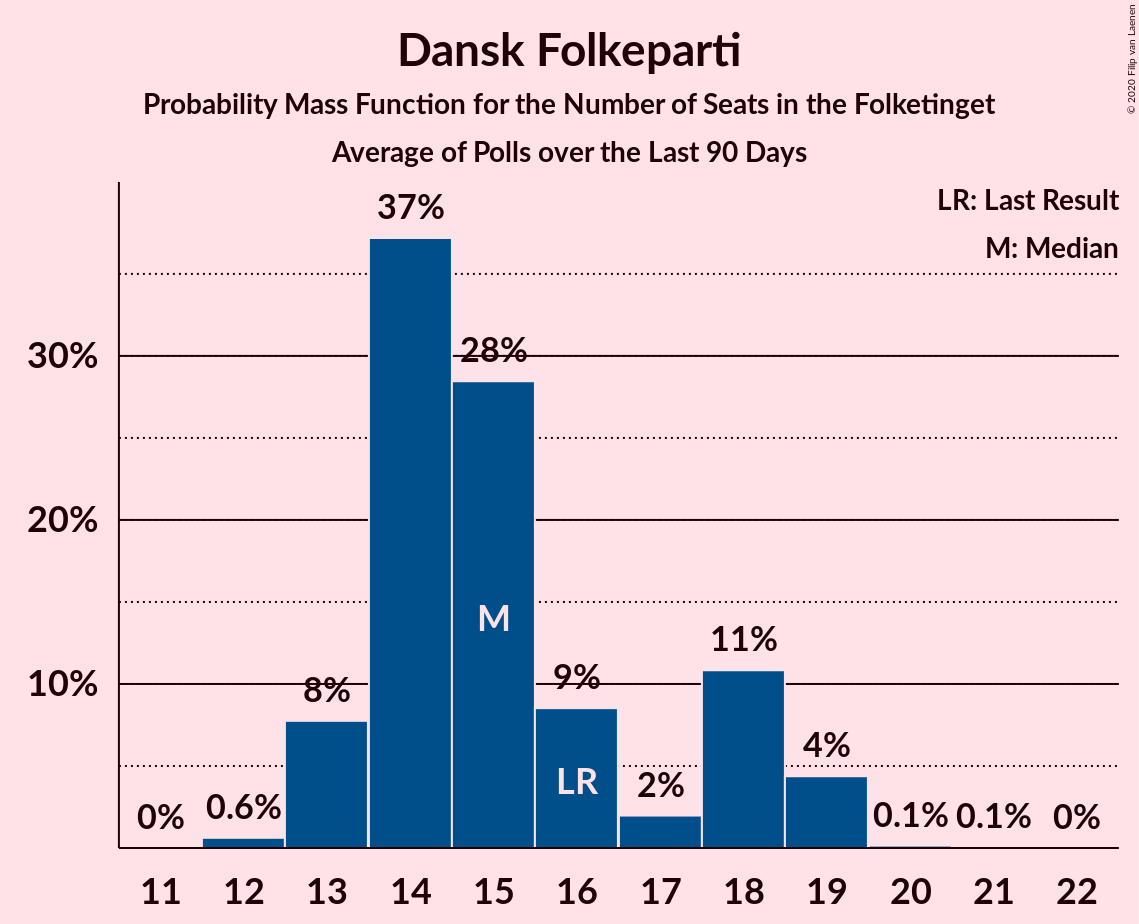 Dansk Folkeparti
Probability Mass Function for the Number of Seats in the Folketinget
Average of Polls over the Last 90 Days
© 2020 Filip van Laenen
LR: Last Result
M: Median
37%
30%
28%
20%
M
11%
10%
8%
9%
4%
LR
2%
0%
0.6%
0.1%
0.1%
0%
11 12 13 14 15 16 17 18 19 20 21 22